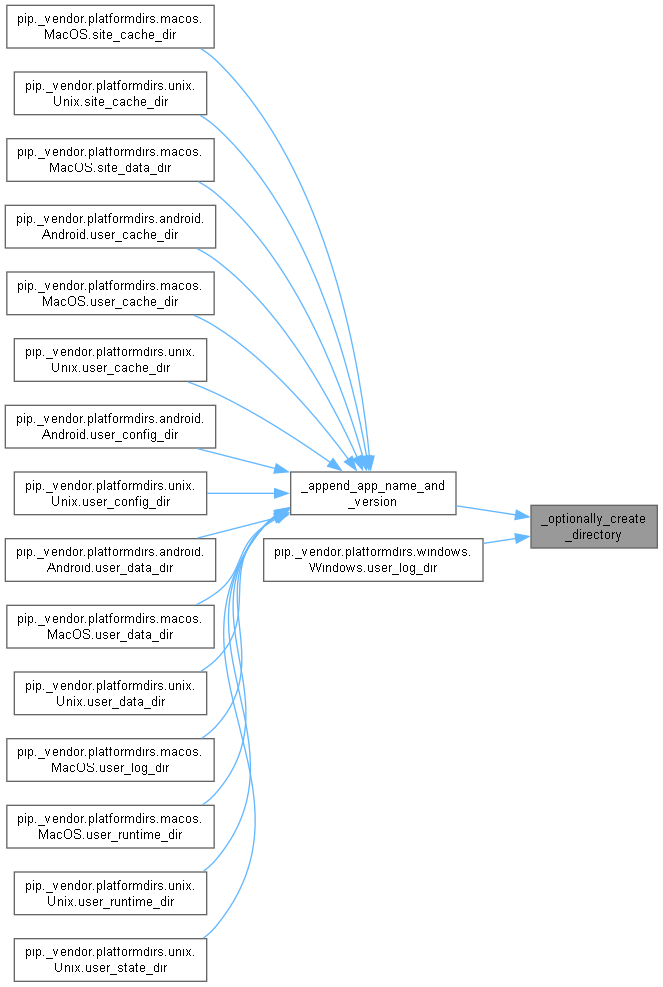 pip._vendor.platformdirs.macos.
MacOS.site_cache_dir
pip._vendor.platformdirs.unix.
Unix.site_cache_dir
pip._vendor.platformdirs.macos.
MacOS.site_data_dir
pip._vendor.platformdirs.android.
Android.user_cache_dir
pip._vendor.platformdirs.macos.
MacOS.user_cache_dir
pip._vendor.platformdirs.unix.
Unix.user_cache_dir
pip._vendor.platformdirs.android.
Android.user_config_dir
pip._vendor.platformdirs.unix.
Unix.user_config_dir
pip._vendor.platformdirs.android.
Android.user_data_dir
pip._vendor.platformdirs.macos.
MacOS.user_data_dir
pip._vendor.platformdirs.unix.
Unix.user_data_dir
pip._vendor.platformdirs.macos.
MacOS.user_log_dir
pip._vendor.platformdirs.macos.
MacOS.user_runtime_dir
pip._vendor.platformdirs.unix.
Unix.user_runtime_dir
pip._vendor.platformdirs.unix.
Unix.user_state_dir
_append_app_name_and
_version
pip._vendor.platformdirs.windows.
Windows.user_log_dir
_optionally_create
_directory